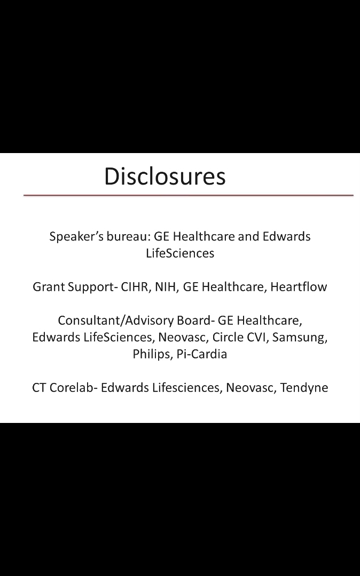 Disclosures
Speaker's bureau: GE Healthcare and Edwards
LifeSciences
Grant Support- CIHR, NIH, GE Healthcare, Heartflow
Consultant/Advisory Board- GE Healthcare,
Edwards LifeSciences, Neovasc, Circle CVI, Samsung,
Philips, Pi-Cardia
CT Corelab- Edwards Lifesciences, Neovasc, Tendyne